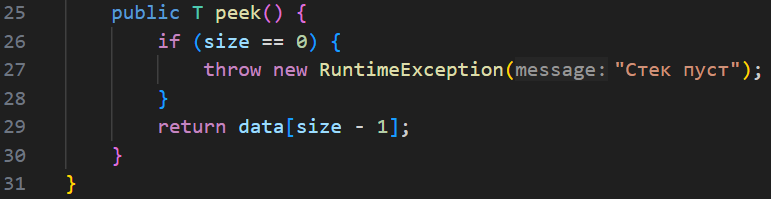 25 public T peek() {
26 if (size == 0) {
27 throw new RuntimeException(message: "Стек пуст");
28 }
29 return data[size - 1];
30 }
31 }